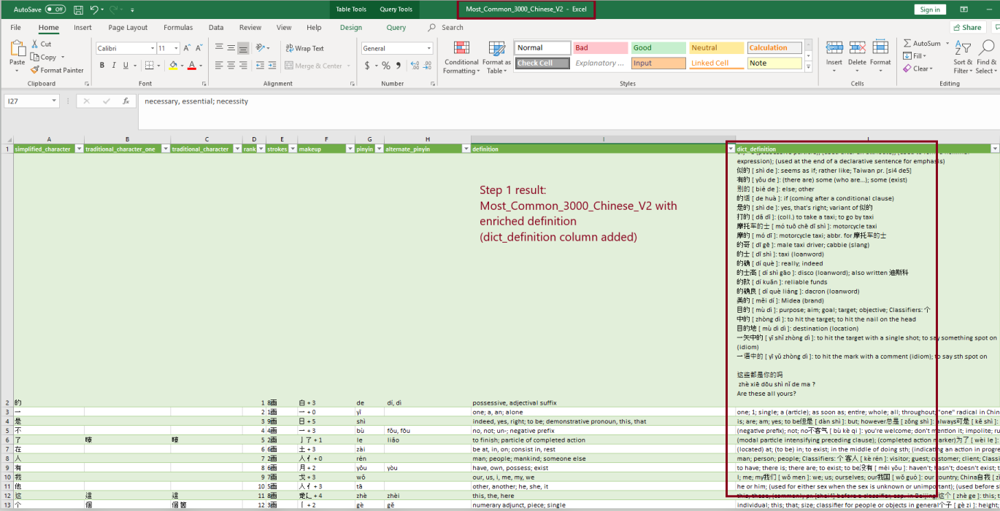 AutoSave Off Most_Common_3000_Chinese_V2 - Excel Table Tools Query Tools Sign in
File Home Insert Page Layout Formulas Data Review View Help Design Query Search Share
Cut
Copy
Format Painter
Paste
Clipboard
Calibri 11
B I U
Font
Wrap Text
Merge & Center
Alignment
General
$ % ,
Number
Conditional Formatting
Format as Table
Normal Bad Good Neutral Calculation
Check Cell Explanatory ... Input Linked Cell Note
Styles
Insert Delete Format
Cells
AutoSum
Fill
Clear
Sort & Filter
Find & Select
Editing
I27 fx necessary, essential; necessity
A B C D E F G H I
1 simplified_character traditional_character_one traditional_character rank strokes makeup pinyin alternate_pinyin definition dict_definition
expression); (used at the end of a declarative sentence for emphasis)
似的 [ shì de ]: seems as if; rather like; Taiwan pr. [si4 de5]
有的 [ yǒu de ]: (there are) some (who are...); some (exist)
别的 [ bié de ]: else; other
的话 [ de huà ]: if (coming after a conditional clause)
是的 [ shì de ]: yes, that's right; variant of 似的
打的 [ dǎ dī ]: (coll.) to take a taxi; to go by taxi
摩托车的士 [ mó tuō chē dī shì ]: motorcycle taxi
摩的 [ mó dī ]: motorcycle taxi; abbr. for 摩托车的士
的哥 [ dī gē ]: male taxi driver; cabbie (slang)
的士 [ dī shì ]: taxi (loanword)
的确 [ dí què ]: really; indeed
的士高 [ dí shì gāo ]: disco (loanword); also written 迪斯科
的款 [ dí kuǎn ]: reliable funds
的确良 [ dí què liáng ]: dacron (loanword)
美的 [ měi dí ]: Midea (brand)
目的 [ mù dì ]: purpose; aim; goal; target; objective; Classifiers: 个
中的 [ zhòng dì ]: to hit the target; to hit the nail on the head
目的地 [ mù dì dì ]: destination (location)
一矢中的 [ yī shǐ zhòng dì ]: to hit the target with a single shot; to say something spot on
(idiom)
一语中的 [ yī yǔ zhòng dì ]: to hit the mark with a comment (idiom); to say sth spot on
这些都是你的吗
zhè xiē dōu shì nǐ de ma ?
Are these all yours?
Step 1 result:
Most_Common_3000_Chinese_V2 with
enriched definition
(dict_definition column added)
2 的 1 8画 白 + 3 de dí, dì possessive, adjectival suffix
3 一 2 1画 一 + 0 yī one; a, an; alone one; 1; single; a (article); as soon as; entire; whole; all; throughout; "one" radical in Chin
4 是 3 9画 日 + 5 shì indeed, yes, right; to be; demonstrative pronoun, this, that is; are; am; yes; to be但是 [ dàn shì ]: but; however总是 [ zǒng shì ]: always可是 [ kě shì ]:
5 不 4 4画 一 + 3 bù fǒu, fōu no, not; un-; negative prefix (negative prefix); not; no不客气 [ bù kè qi ]: you're welcome; don't mention it; impolite; ru
6 了 瞭 瞭 5 2画 亅了 + 1 le liǎo to finish; particle of completed action (modal particle intensifying preceding clause); (completed action marker)为了 [ wèi le ]:
7 在 6 6画 土 + 3 zài be at, in, on; consist in, rest (located) at; (to be) in; to exist; in the middle of doing sth; (indicating an action in progre
8 人 7 2画 人亻 + 0 rén man; people; mankind; someone else man; person; people; Classifiers: 个客人 [ kè rén ]: visitor; guest; customer; client; Classi
9 有 8 6画 月 + 2 yǒu yòu have, own, possess; exist to have; there is; there are; to exist; to be没有 [ méi yǒu ]: haven't; hasn't; doesn't exist; t
10 我 9 7画 戈 + 3 wǒ our, us, i, me, my, we I; me; my我们 [ wǒ men ]: we; us; ourselves; our我国 [ wǒ guó ]: our country; China自我 [ zì
11 他 10 5画 人亻 + 3 tā other, another; he, she, it he or him; (used for either sex when the sex is unknown or unimportant); (used before s
12 这 這 這 11 8画 辵辶 + 4 zhè zhèi this, the, here
13 个 個 個箇 12 3画 + 2 gè gě numerary adjunct, piece; single individual; this; that; size; classifier for people or objects in general个子 [ gè zi ]: height;